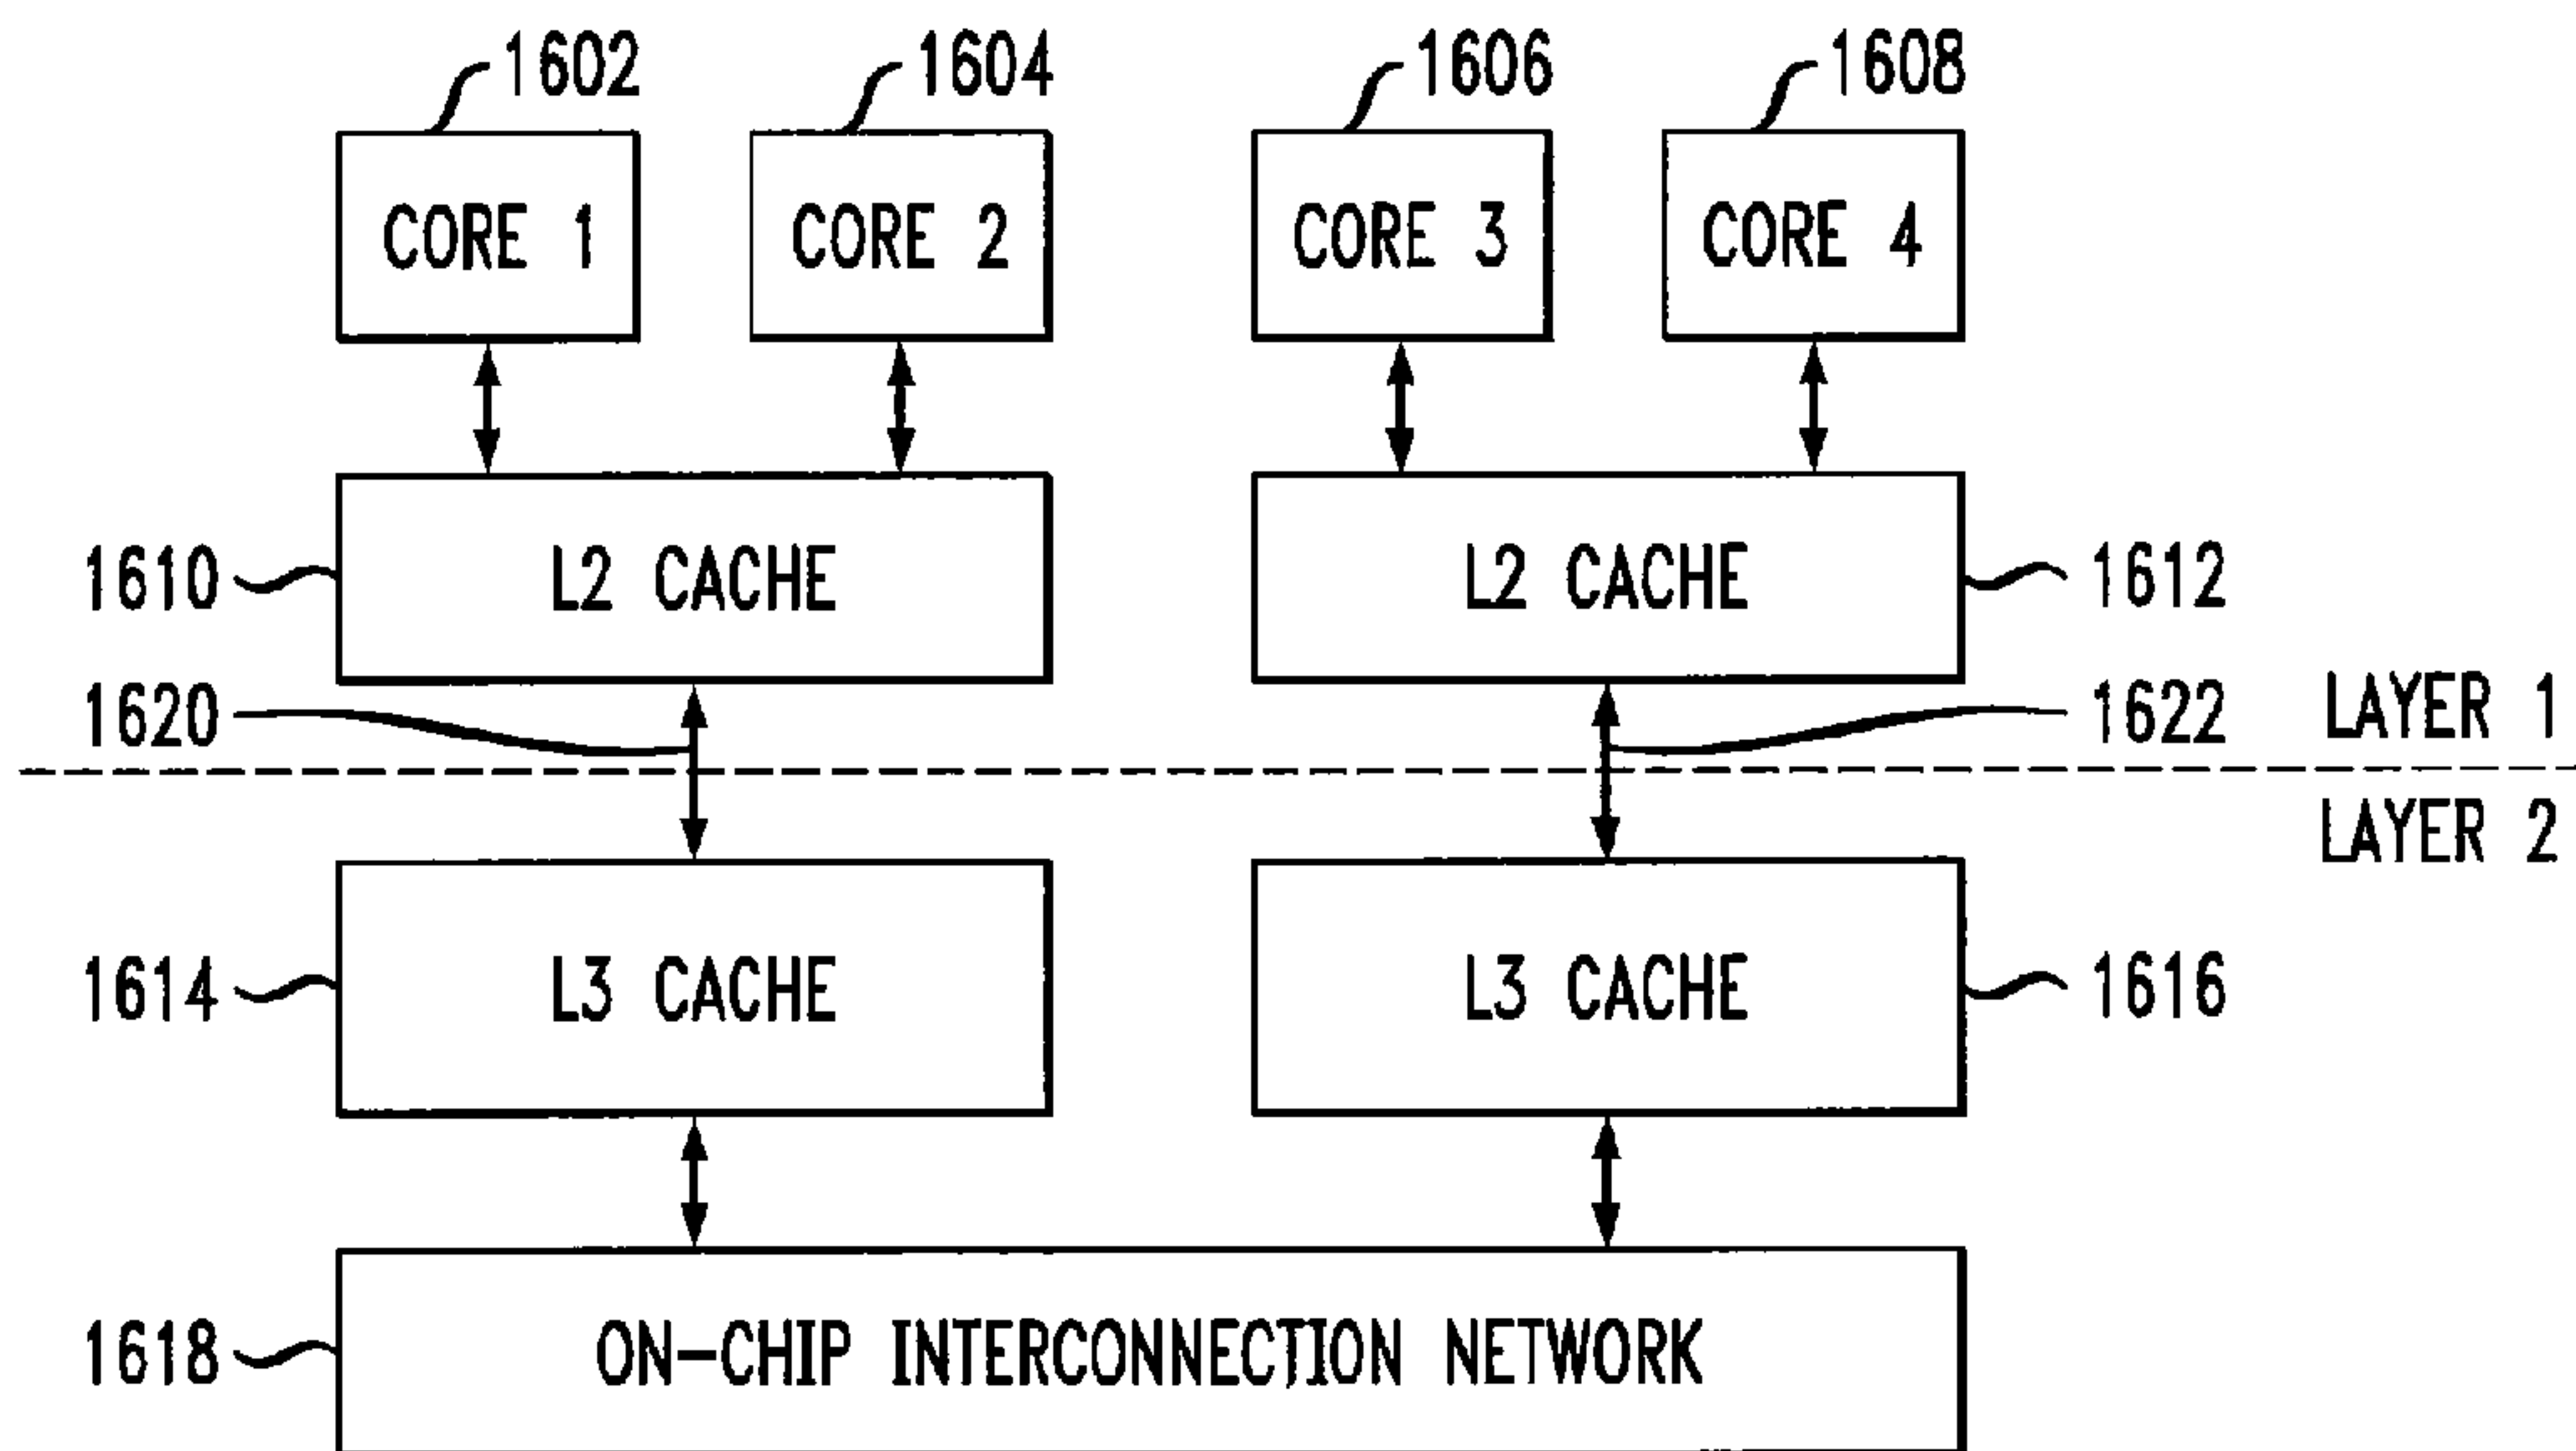 1602 1604 1606 1608
CORE 1 CORE 2 CORE 3 CORE 4
1610 L2 CACHE L2 CACHE 1612
1620 1622 LAYER 1
LAYER 2
1614 L3 CACHE L3 CACHE 1616
1618 ON-CHIP INTERCONNECTION NETWORK